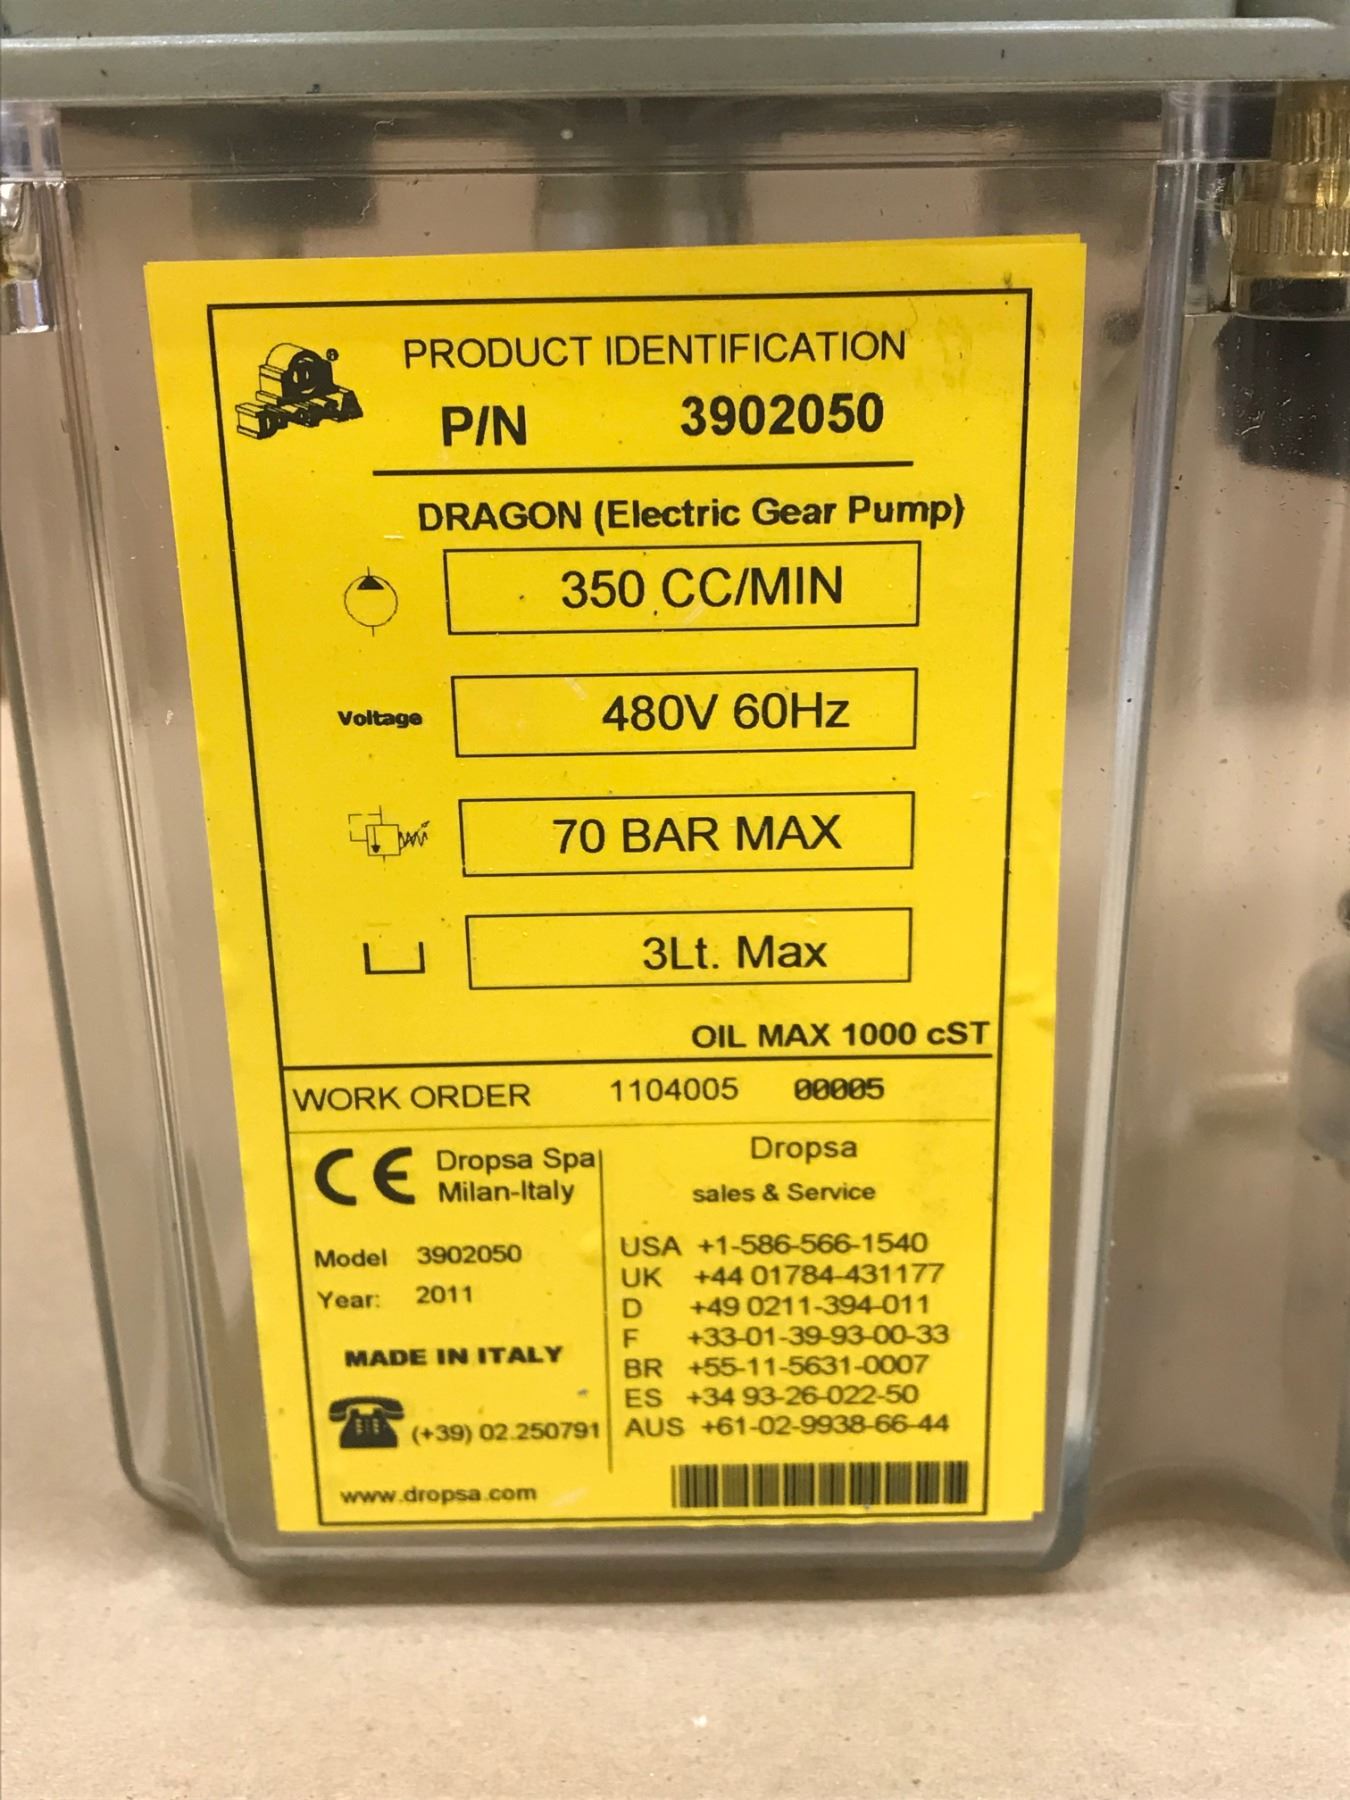 DROPSA®
PRODUCT IDENTIFICATION
P/N 3902050
DRAGON (Electric Gear Pump)
350 CC/MIN
Voltage 480V 60Hz
70 BAR MAX
3Lt. Max
OIL MAX 1000 cST
WORK ORDER 1104005 00005
CE Dropsa Spa
Milan-Italy
Model 3902050
Year: 2011
MADE IN ITALY
(+39) 02.250791
www.dropsa.com
Dropsa
sales & Service
USA +1-586-566-1540
UK +44 01784-431177
D +49 0211-394-011
F +33-01-39-93-00-33
BR +55-11-5631-0007
ES +34 93-26-022-50
AUS +61-02-9938-66-44